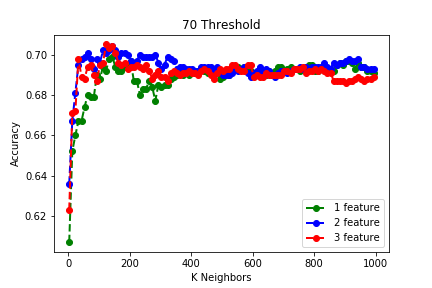 70 Threshold
0.70
0.68
0.66
0.64
0.62
Accuracy
0
200
400
600
800
1000
K Neighbors
1 feature
2 feature
3 feature